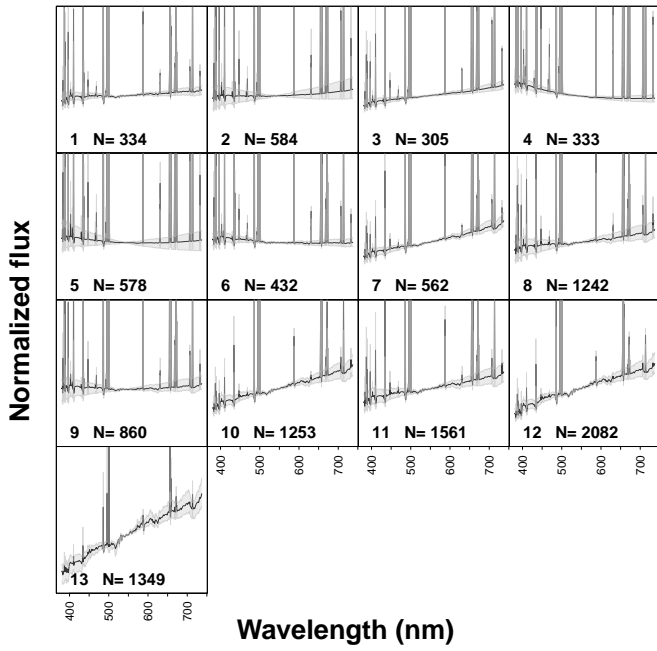 1 N= 334
2 N= 584
3 N= 305
4 N= 333
5 N= 578
6 N= 432
7 N= 562
8 N= 1242
9 N= 860
10 N= 1253
11 N= 1561
12 N= 2082
400 500 600 700
400 500 600 700
400 500 600 700
13 N= 1349
400 500 600 700
Normalized flux
Wavelength (nm)